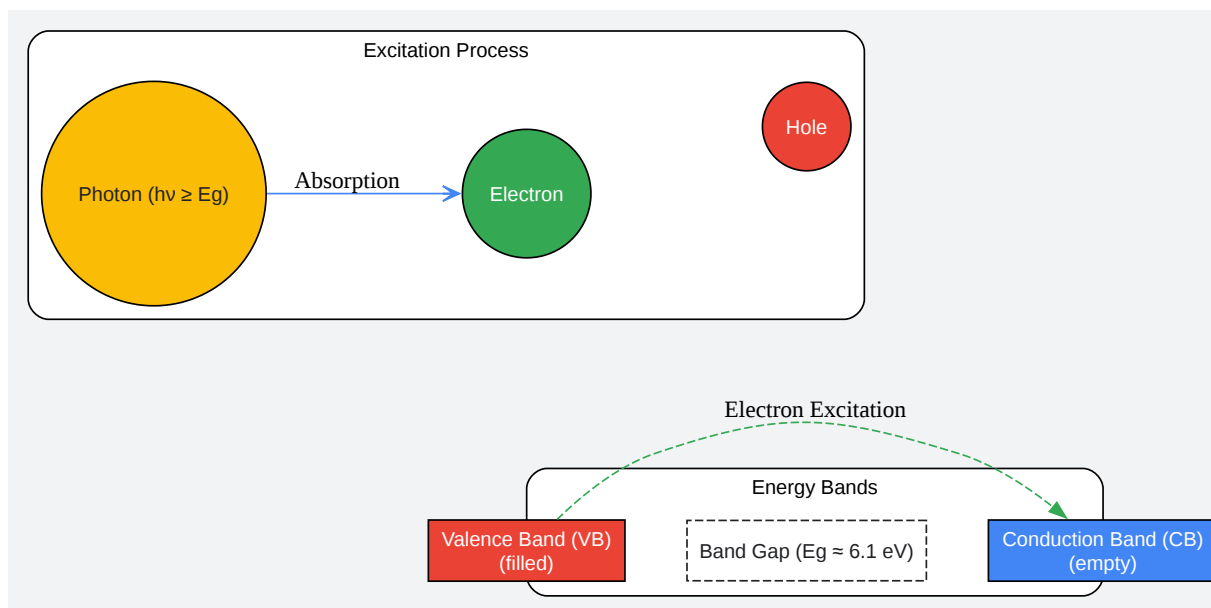 Excitation Process
Photon (hν ≥ Eg)
Absorption
Electron
Hole
Electron Excitation
Energy Bands
Valence Band (VB)
(filled)
Band Gap (Eg ≈ 6.1 eV)
Conduction Band (CB)
(empty)